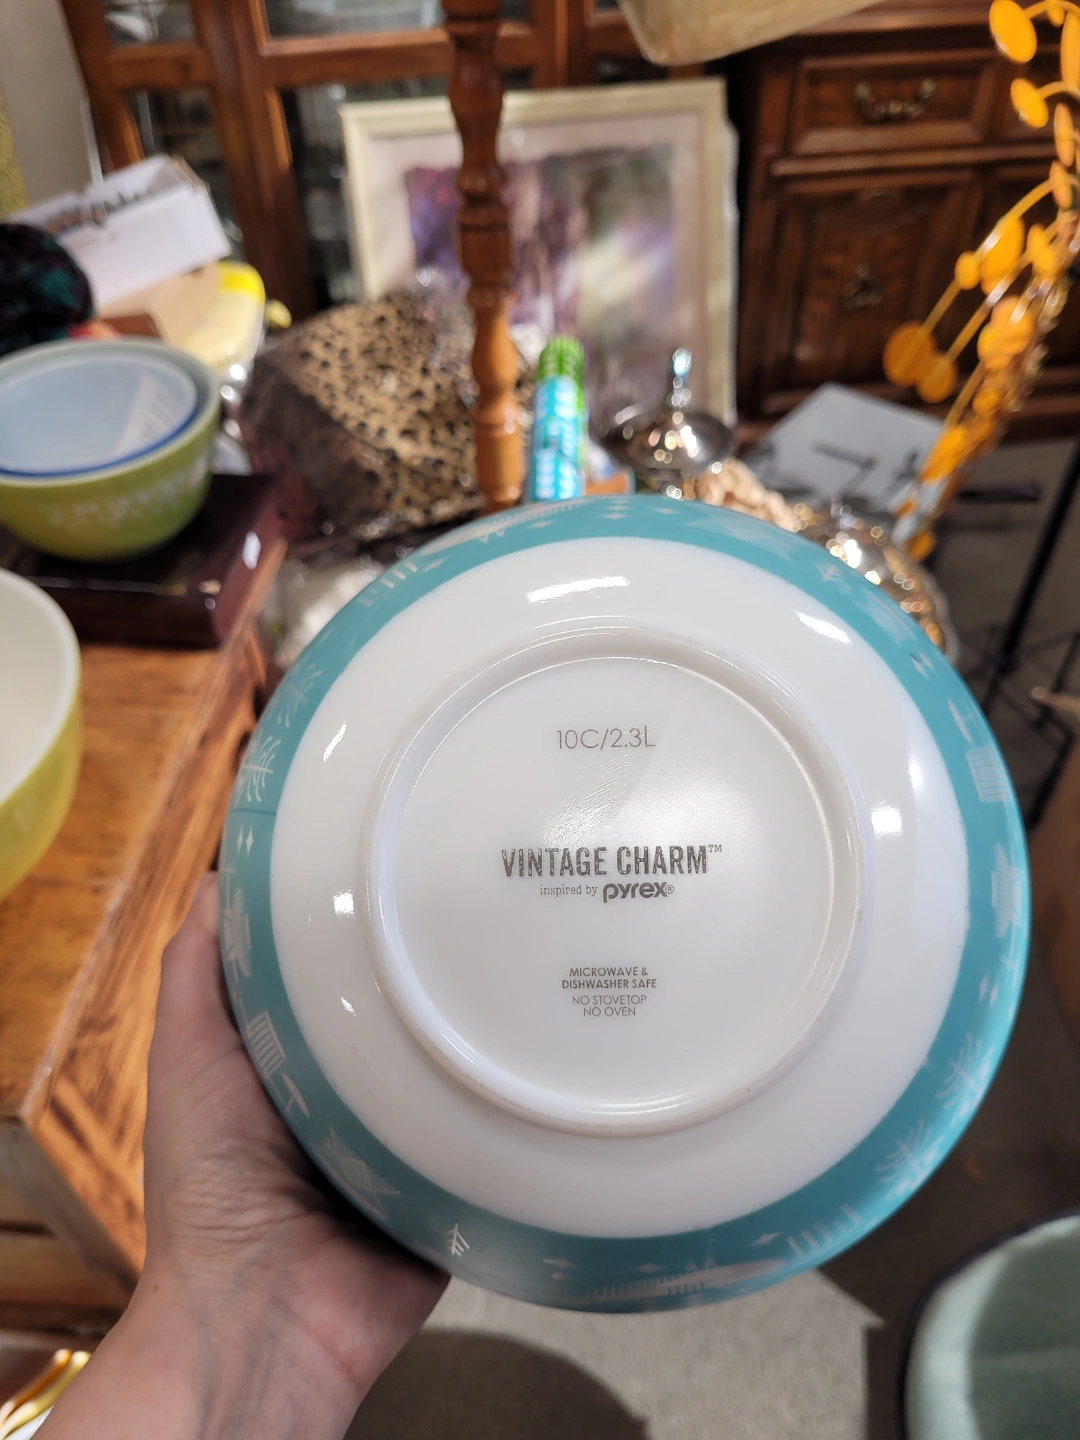 10C/2.3L
VINTAGE CHARM™
inspired by pyrex®
MICROWAVE &
DISHWASHER SAFE
NO STOVETOP
NO OVEN